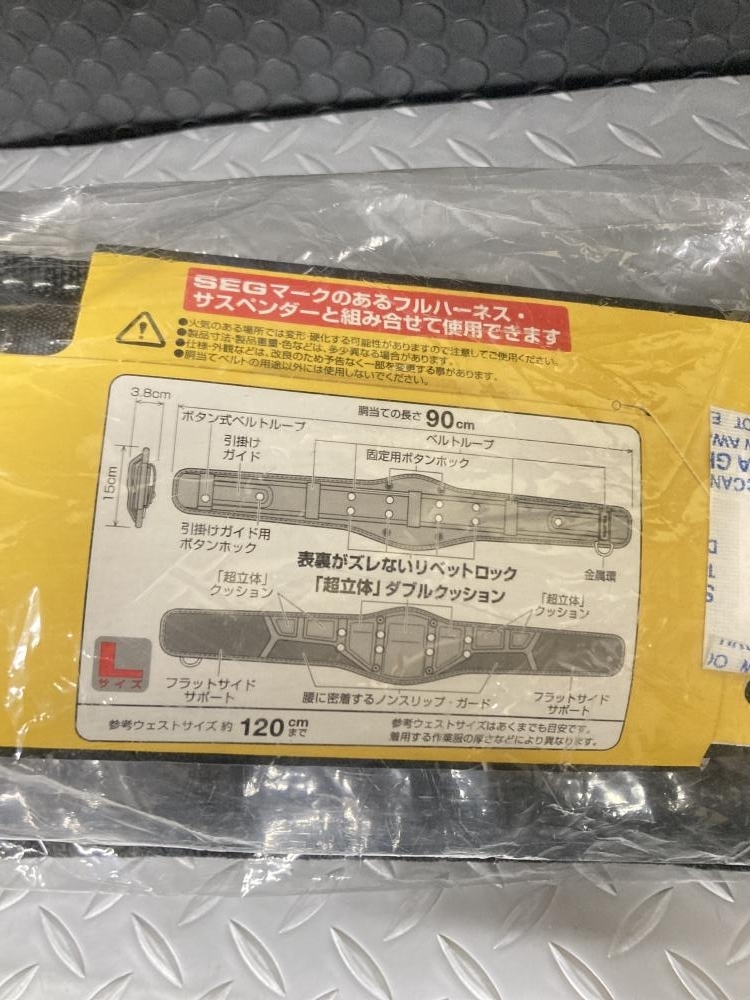 SEGマークのあるフルハーネス・
サスペンダーと組み合せて使用できます
●火気のある場所では変形・硬化する可能性がありますので注意してご使用ください。
●製品寸法・製品重量・色などは、多少異なる場合があります。
●仕様・外観などは、改良のため予告なく一部を変更する事があります。
●胴当てベルトの用途以外には使用しないでください。
3.8cm
胴当ての長さ 90cm
ボタン式ベルトループ
ベルトループ
引掛け
ガイド
固定用ボタンホック
15cm
引掛けガイド用
ボタンホック
金属環
表裏がズレないリベットロック
「超立体」ダブルクッション
「超立体」
クッション
「超立体」
クッション
L
サイズ
フラットサイド
サポート
腰に密着するノンスリップ・ガード
フラットサイド
サポート
参考ウェストサイズ 約 120cmまで
参考ウェストサイズはあくまでも目安です。
着用する作業服の厚さなどにより異なります。